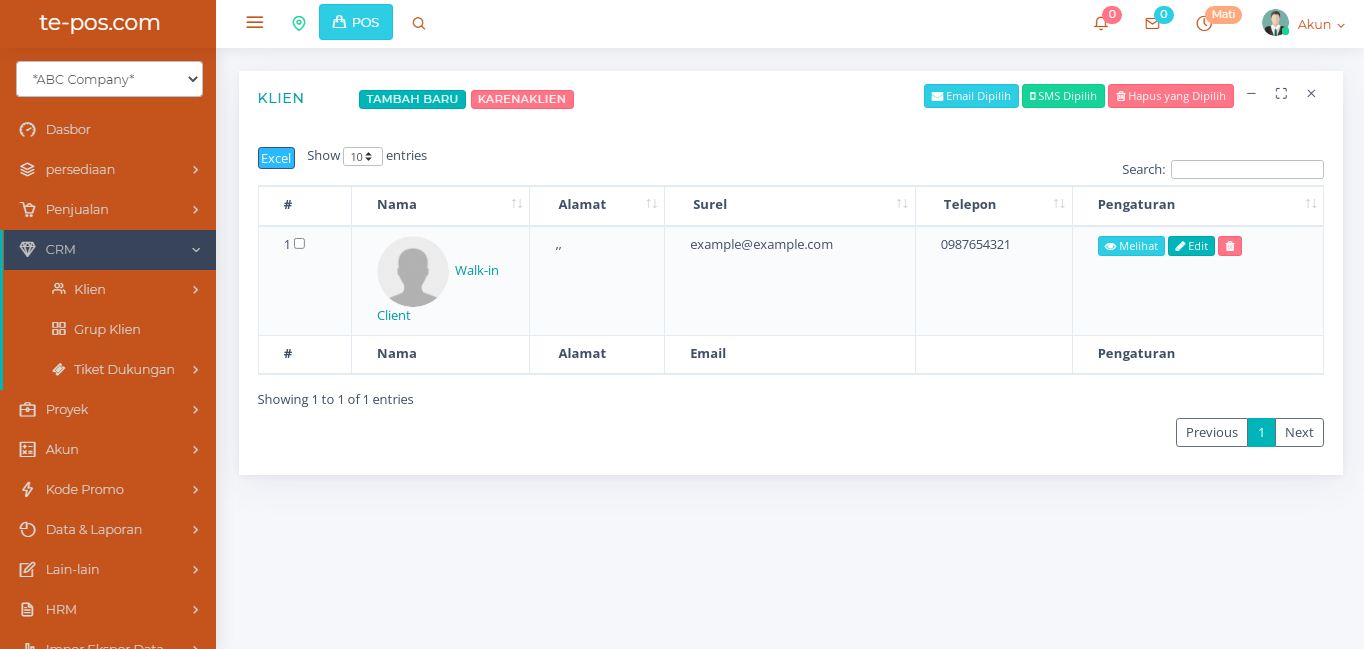 te-pos.com
POS
0
0
Mati
Akun
*ABC Company*
Dasbor
persediaan
Penjualan
CRM
Klien
Grup Klien
Tiket Dukungan
Proyek
Akun
Kode Promo
Data & Laporan
Lain-lain
HRM
Impor Ekspor Data
KLIEN
TAMBAH BARU
KARENAKLIEN
Email Dipilih
SMS Dipilih
Hapus yang Dipilih
Excel
Show 10 entries
Search:
# Nama Alamat Surel Telepon Pengaturan
1 Walk-in Client ,, example@example.com 0987654321 Melihat Edit
# Nama Alamat Email Pengaturan
Showing 1 to 1 of 1 entries
Previous 1 Next